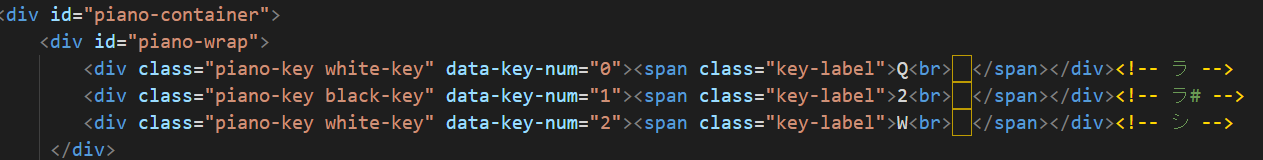 <div id="piano-container">
<div id="piano-wrap">
<div class="piano-key white-key" data-key-num="0"><span class="key-label">Q<br>　</span></div><!-- ラ -->
<div class="piano-key black-key" data-key-num="1"><span class="key-label">2<br>　</span></div><!-- ラ# -->
<div class="piano-key white-key" data-key-num="2"><span class="key-label">W<br>　</span></div><!-- シ -->
</div>